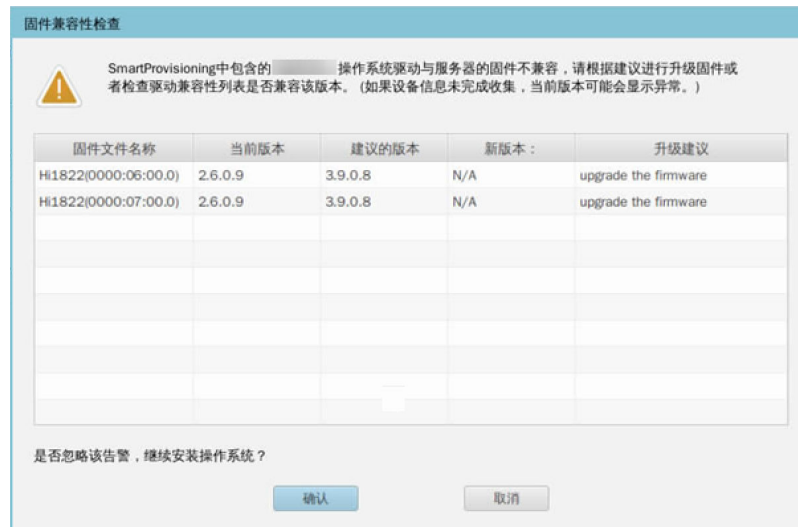 固件兼容性检查
SmartProvisioning中包含的 操作系统驱动与服务器的固件不兼容，请根据建议进行升级固件或
者检查驱动兼容性列表是否兼容该版本。(如果设备信息未完成收集，当前版本可能会显示异常。)
固件文件名称 当前版本 建议的版本 新版本： 升级建议
Hi1822(0000:06:00.0) 2.6.0.9 3.9.0.8 N/A upgrade the firmware
Hi1822(0000:07:00.0) 2.6.0.9 3.9.0.8 N/A upgrade the firmware
是否忽略该告警，继续安装操作系统？
确认 取消